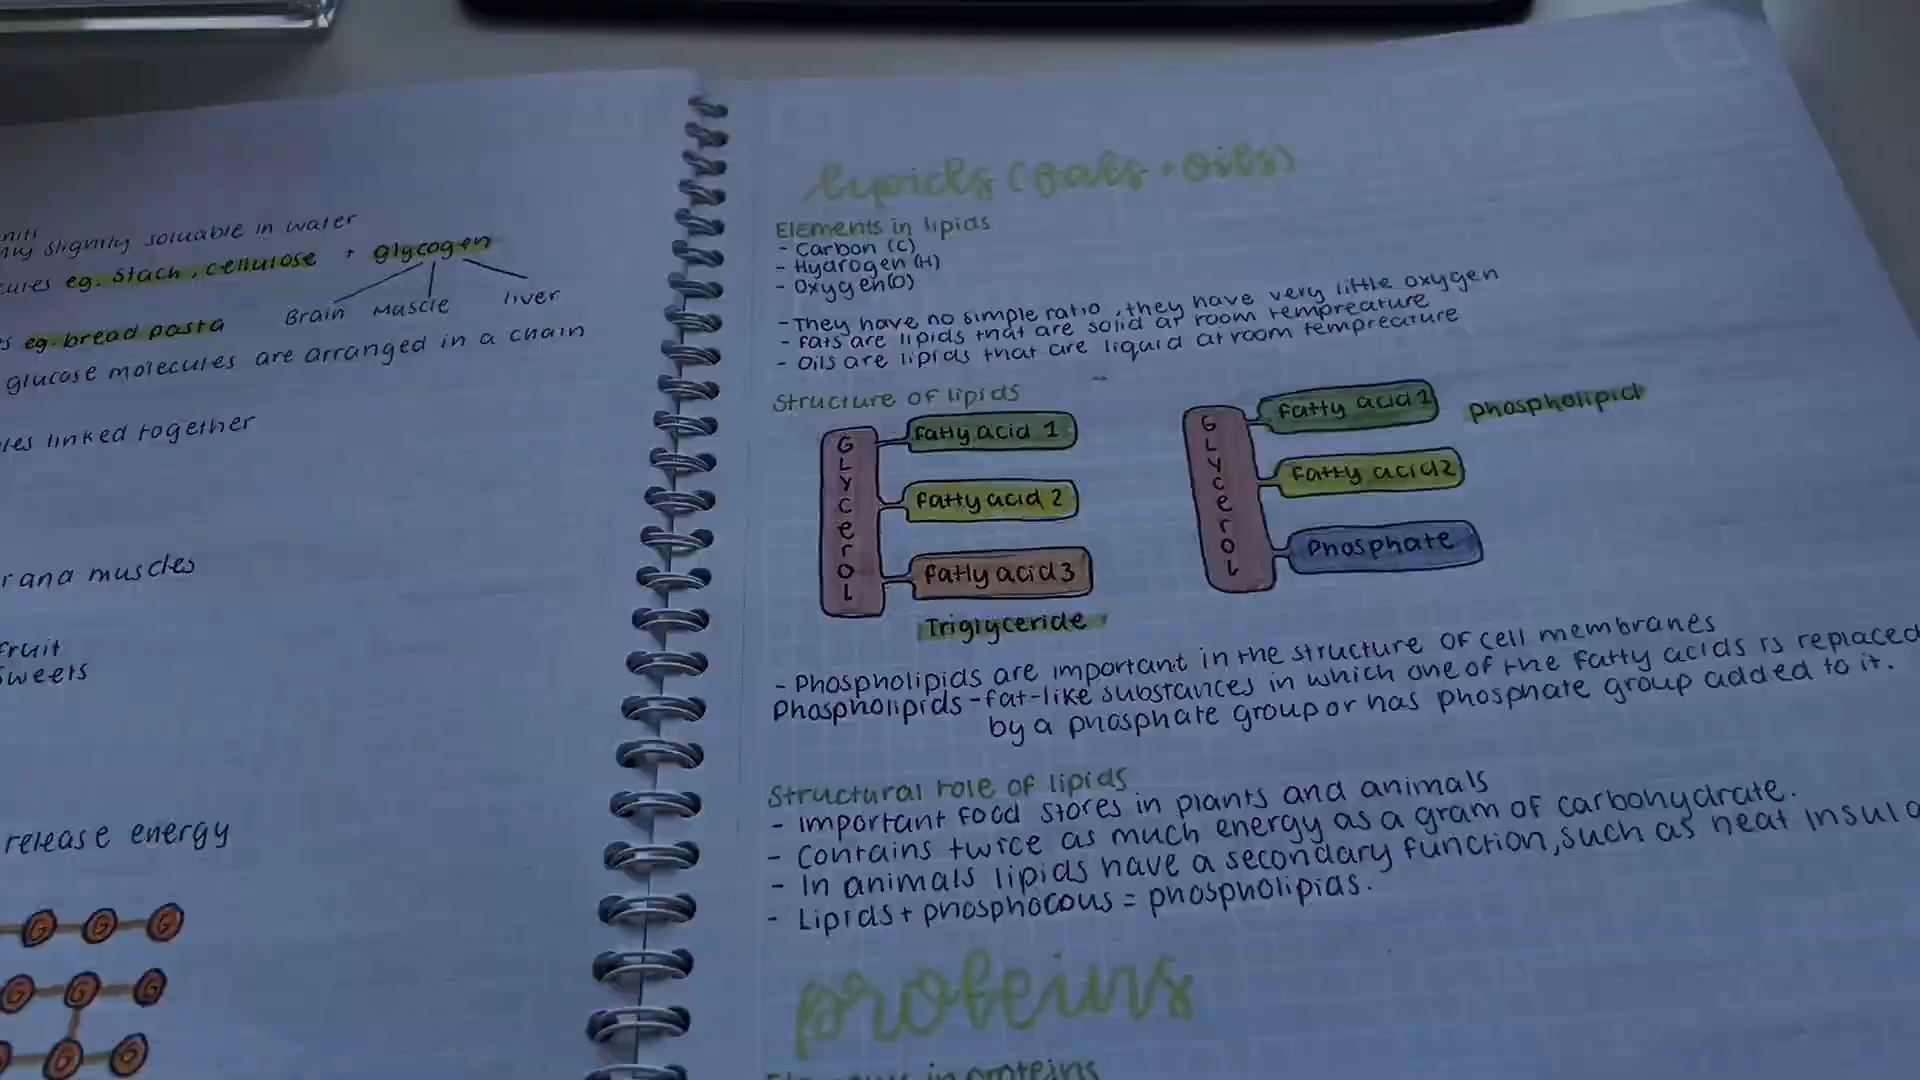 my slightly soluable in water
eg. Stach, cellulose + glycogen
Brain Muscle liver
eg. bread pasta
glucose molecules are arranged in a chain
linked together
and muscles
fruit
sweets
release energy
G G G
G G G
G G
lipids (fats + oils)
Elements in lipids
- Carbon (C)
- Hydrogen (H)
- Oxygen (O)
- They have no simple ratio, they have very little oxygen
- Fats are lipids that are solid at room tempreature
- Oils are lipids that are liquid at room tempreature
Structure of lipids
Glycerol
fatty acid 1
fatty acid 2
fatty acid 3
Triglyceride
Glycerol
fatty acid 1
fatty acid 2
Phosphate
phospholipid
- Phospholipids are important in the structure of cell membranes
Phospholipids - fat-like substances in which one of the fatty acids is replaced
by a phosphate group or has phosphate group added to it.
Structural role of lipids
- Important food stores in plants and animals
- Contains twice as much energy as a gram of carbohydrate.
- In animals lipids have a secondary function, such as heat
- Lipids + phosphocous = phospholipids.
proteins
Elements in proteins